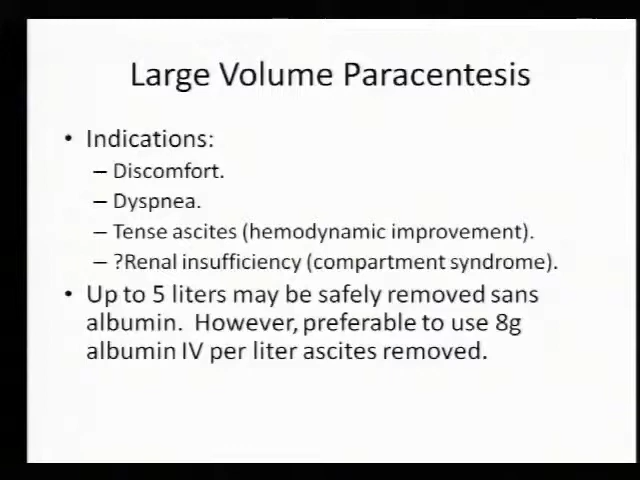 Large Volume Paracentesis
• Indications:
– Discomfort.
– Dyspnea.
– Tense ascites (hemodynamic improvement).
– ?Renal insufficiency (compartment syndrome).
• Up to 5 liters may be safely removed sans
albumin. However, preferable to use 8g
albumin IV per liter ascites removed.